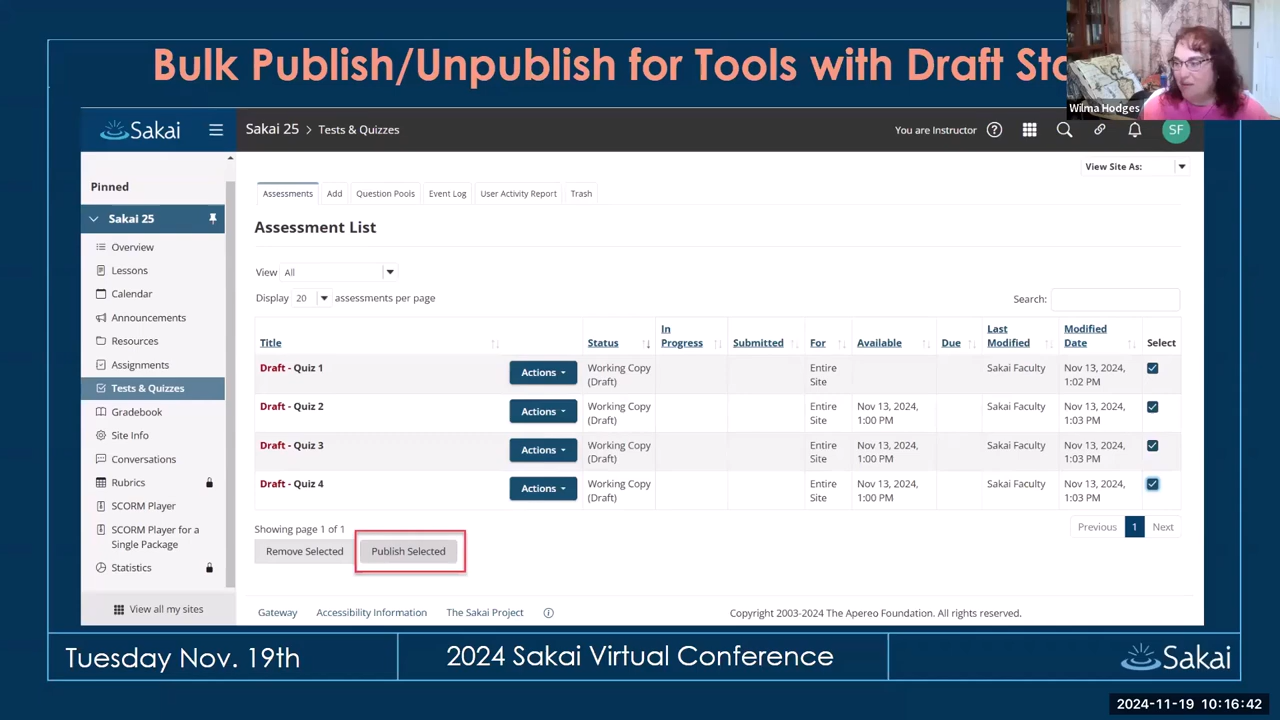 Bulk Publish/Unpublish for Tools with Draft
Wilma Hodges
Sakai
Sakai 25 > Tests & Quizzes
You are Instructor
SF
View Site As:
Pinned
Sakai 25
Overview
Lessons
Calendar
Announcements
Resources
Assignments
Tests & Quizzes
Gradebook
Site Info
Conversations
Rubrics
SCORM Player
SCORM Player for a
Single Package
Statistics
View all my sites
Assessments Add Question Pools Event Log User Activity Report Trash
Assessment List
View All
Display 20 assessments per page
Search:
Title Status In Progress Submitted For Available Due Last Modified Modified Date Select
Draft - Quiz 1 Actions Working Copy (Draft) Entire Site Sakai Faculty Nov 13, 2024, 1:02 PM
Draft - Quiz 2 Actions Working Copy (Draft) Entire Site Nov 13, 2024, 1:00 PM Sakai Faculty Nov 13, 2024, 1:03 PM
Draft - Quiz 3 Actions Working Copy (Draft) Entire Site Nov 13, 2024, 1:00 PM Sakai Faculty Nov 13, 2024, 1:03 PM
Draft - Quiz 4 Actions Working Copy (Draft) Entire Site Nov 13, 2024, 1:00 PM Sakai Faculty Nov 13, 2024, 1:03 PM
Showing page 1 of 1
Previous 1 Next
Remove Selected Publish Selected
Gateway Accessibility Information The Sakai Project
Copyright 2003-2024 The Apereo Foundation. All rights reserved.
Tuesday Nov. 19th
2024 Sakai Virtual Conference
Sakai
2024-11-19 10:16:42